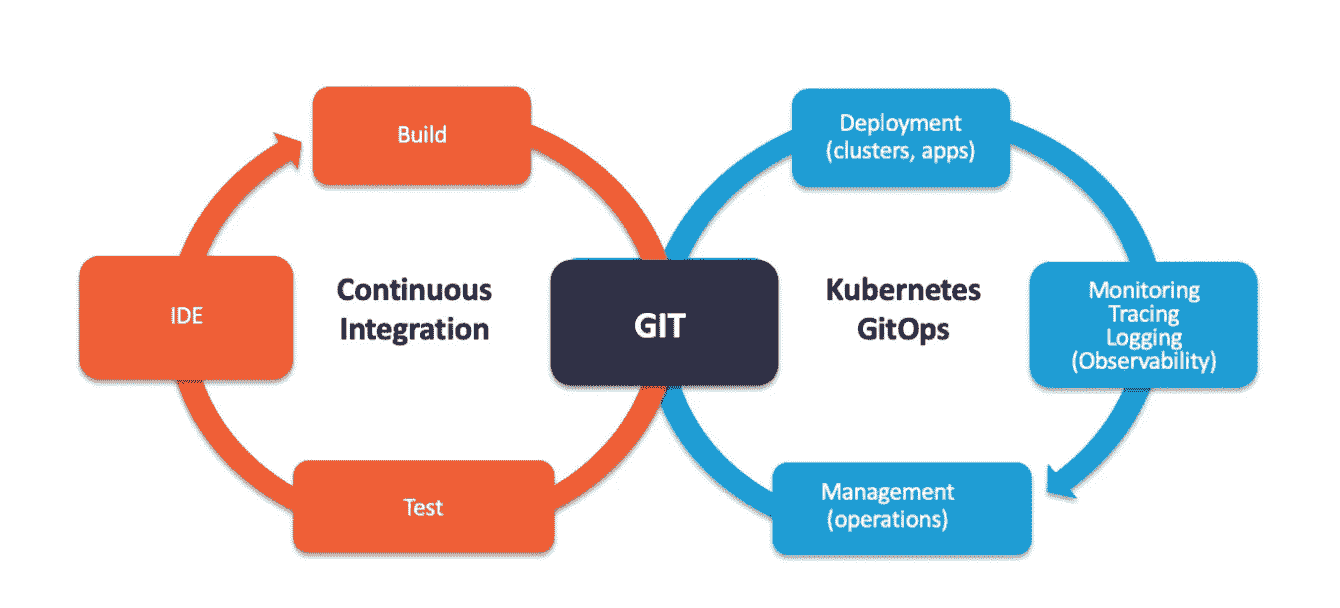 Build
IDE
Continuous
Integration
Test
GIT
Deployment
(clusters, apps)
Kubernetes
GitOps
Monitoring
Tracing
Logging
(Observability)
Management
(operations)